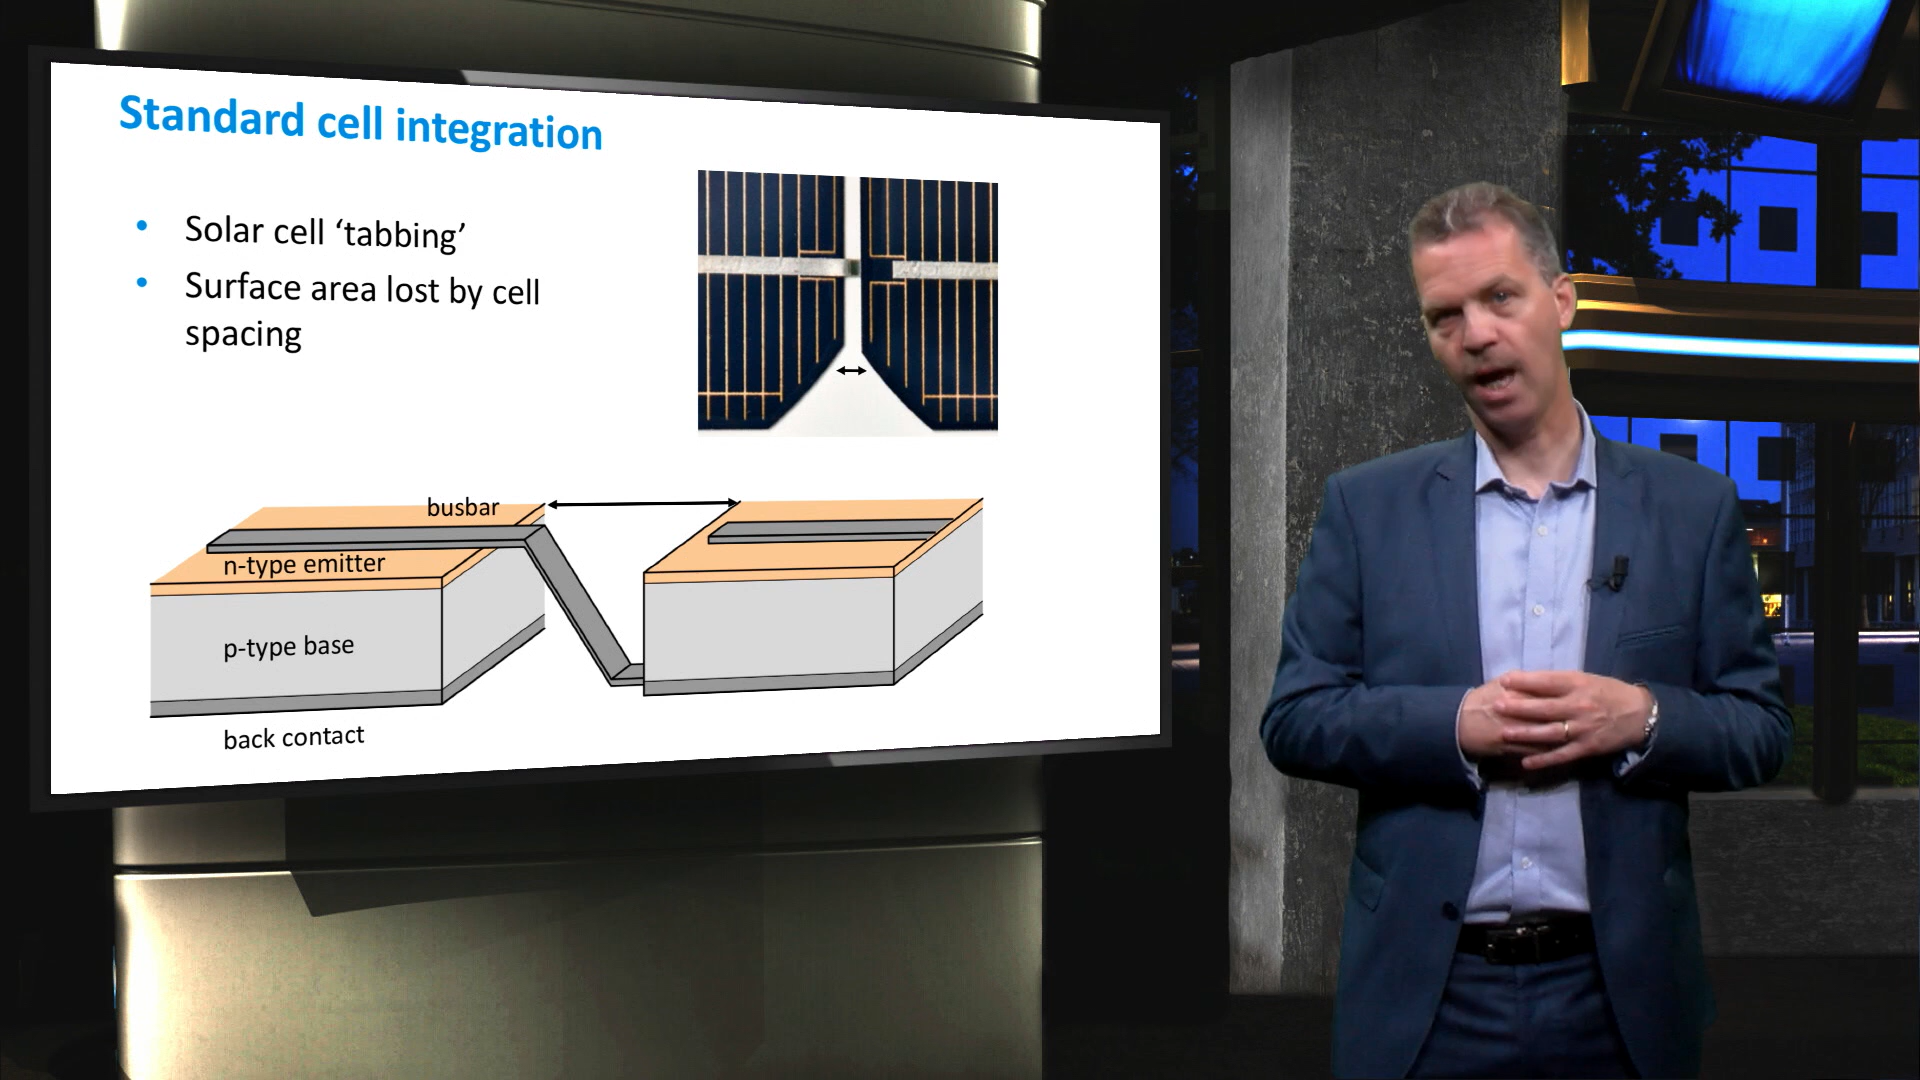 Standard cell integration
• Solar cell ‘tabbing’
• Surface area lost by cell
spacing
busbar
n-type emitter
p-type base
back contact